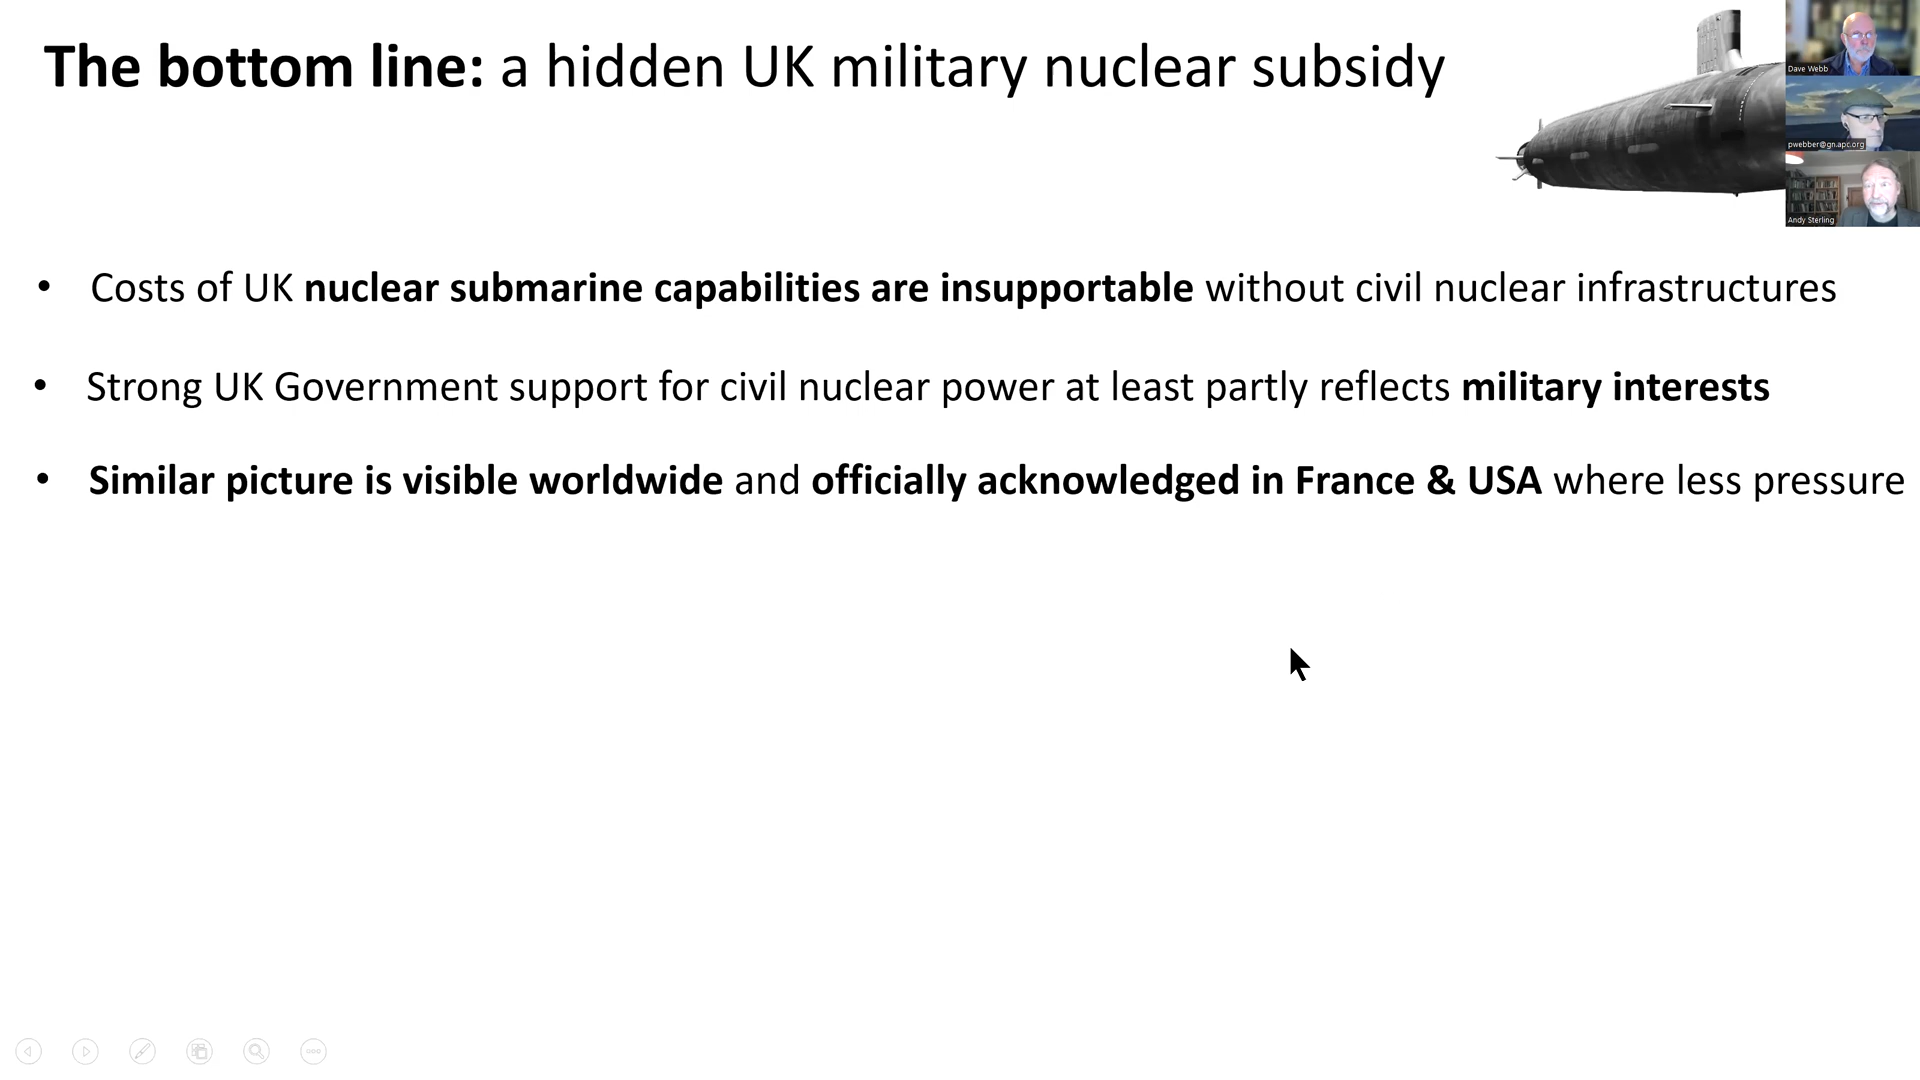 The bottom line: a hidden UK military nuclear subsidy
Dave Webb
pwebber@gn.apc.org
Andy Sterling
• Costs of UK nuclear submarine capabilities are insupportable without civil nuclear infrastructures
• Strong UK Government support for civil nuclear power at least partly reflects military interests
• Similar picture is visible worldwide and officially acknowledged in France & USA where less pressure